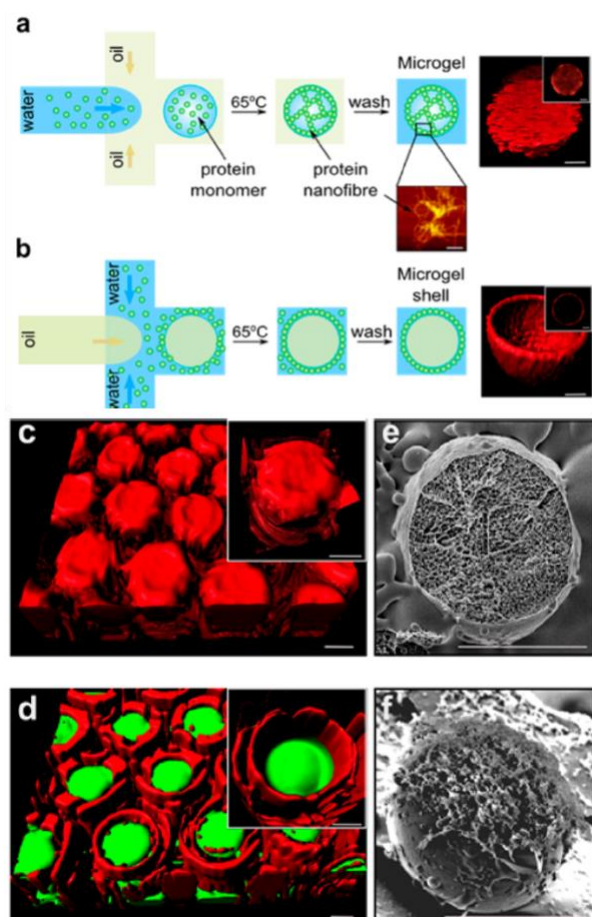 a
oil
water
oil
65ºC
wash
Microgel
protein
monomer
protein
nanofibre
b
water
oil
water
65ºC
wash
Microgel
shell
c
e
d
f